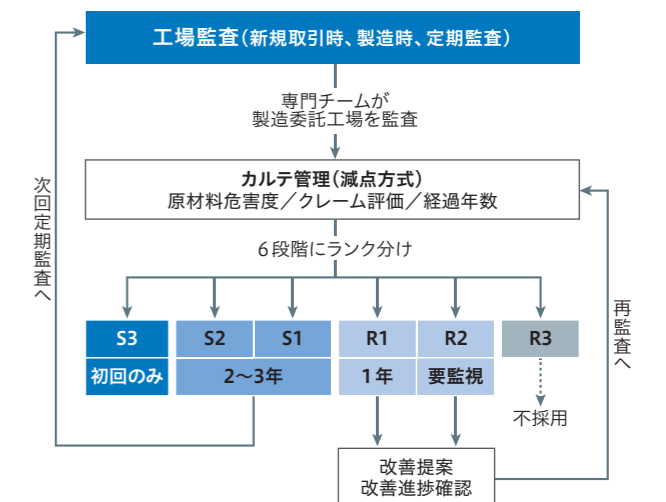 工場監査（新規取引時、製造時、定期監査）
専門チームが
製造委託工場を監査
カルテ管理（減点方式）
原材料危害度／クレーム評価／経過年数
6段階にランク分け
次回定期監査へ
再監査へ
S3
S2
S1
R1
R2
R3
初回のみ
2〜3年
1年
要監視
不採用
改善提案
改善進捗確認